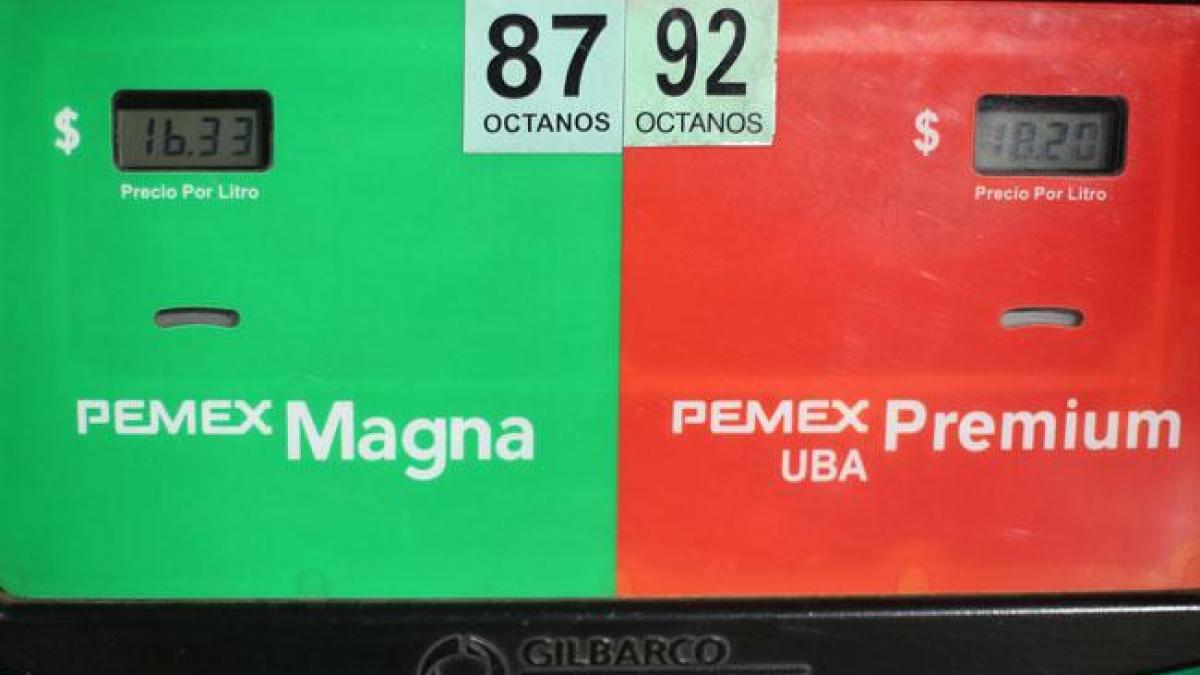 87
OCTANOS
92
OCTANOS
$ 16.33
Precio Por Litro
$ 18.20
Precio Por Litro
PEMEX Magna
PEMEX Premium
UBA
GILBARCO